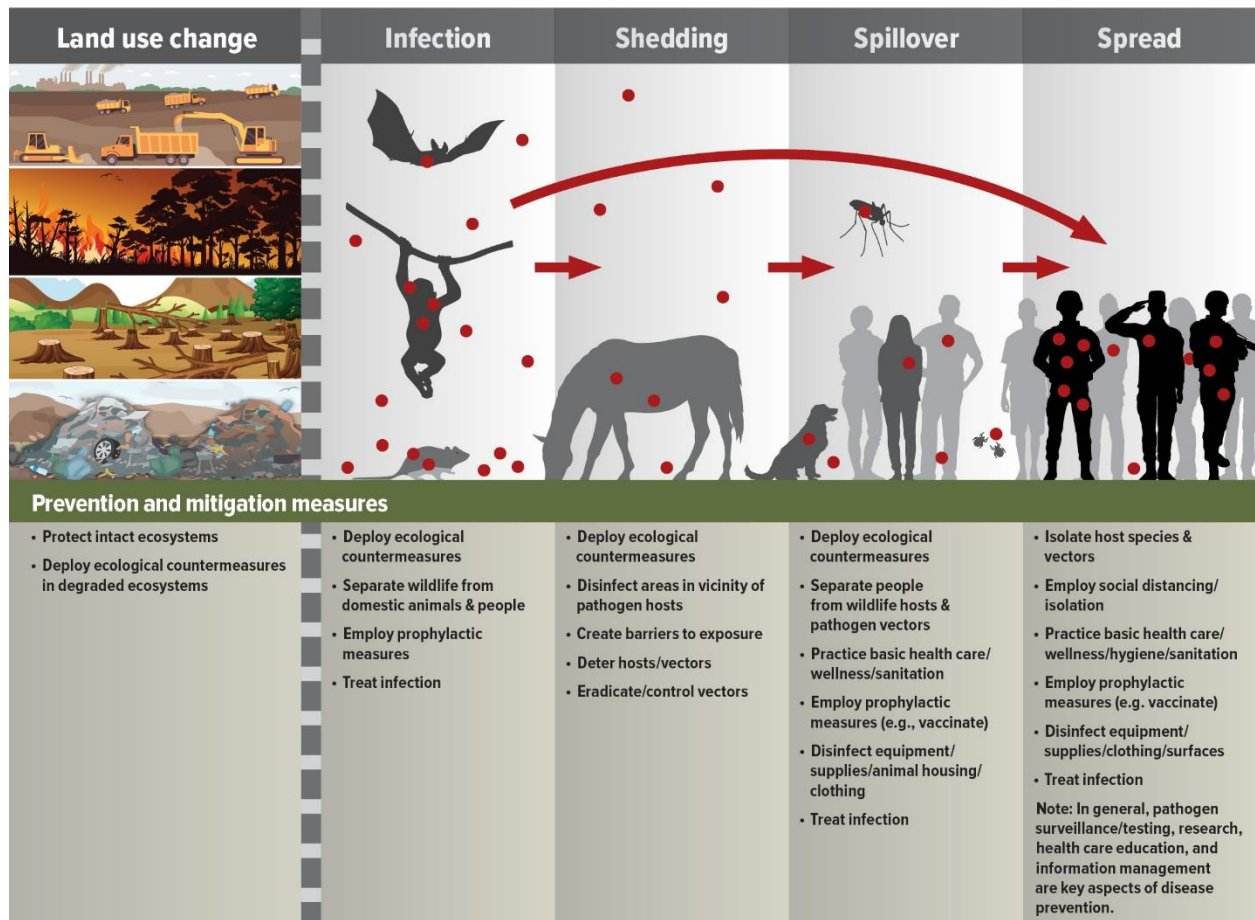 Land use change
Infection
Shedding
Spillover
Spread
Prevention and mitigation measures
• Protect intact ecosystems
• Deploy ecological countermeasures
in degraded ecosystems
• Deploy ecological
countermeasures
• Separate wildlife from
domestic animals & people
• Employ prophylactic
measures
• Treat infection
• Deploy ecological
countermeasures
• Disinfect areas in vicinity of
pathogen hosts
• Create barriers to exposure
• Deter hosts/vectors
• Eradicate/control vectors
• Deploy ecological
countermeasures
• Separate people
from wildlife hosts &
pathogen vectors
• Practice basic health care/
wellness/sanitation
• Employ prophylactic
measures (e.g., vaccinate)
• Disinfect equipment/
supplies/animal housing/
clothing
• Treat infection
• Isolate host species &
vectors
• Employ social distancing/
isolation
• Practice basic health care/
wellness/hygiene/sanitation
• Employ prophylactic
measures (e.g. vaccinate)
• Disinfect equipment/
supplies/clothing/surfaces
• Treat infection
Note: In general, pathogen
surveillance/testing, research,
health care education, and
information management
are key aspects of disease
prevention.